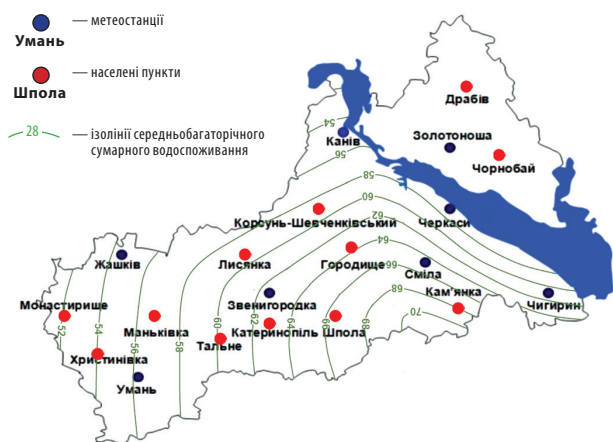 Умань
— метеостанції
Шпола
— населені пункти
28
— ізолінії середньобагаторічного
сумарного водоспоживання
Драбів
Золотоноша
Чорнобай
54
Канів
56
58
60
62
64
66
68
70
Корсунь-Шевченківський
Черкаси
Жашків
Лисянка
Городище
Сміла
Кам'янка
Чигирин
Монастирище
Маньківка
Звенигородка
Катеринопіль
Шпола
Тальне
Христинівка
Умань
52
54
56
58
60
62
64
66
68